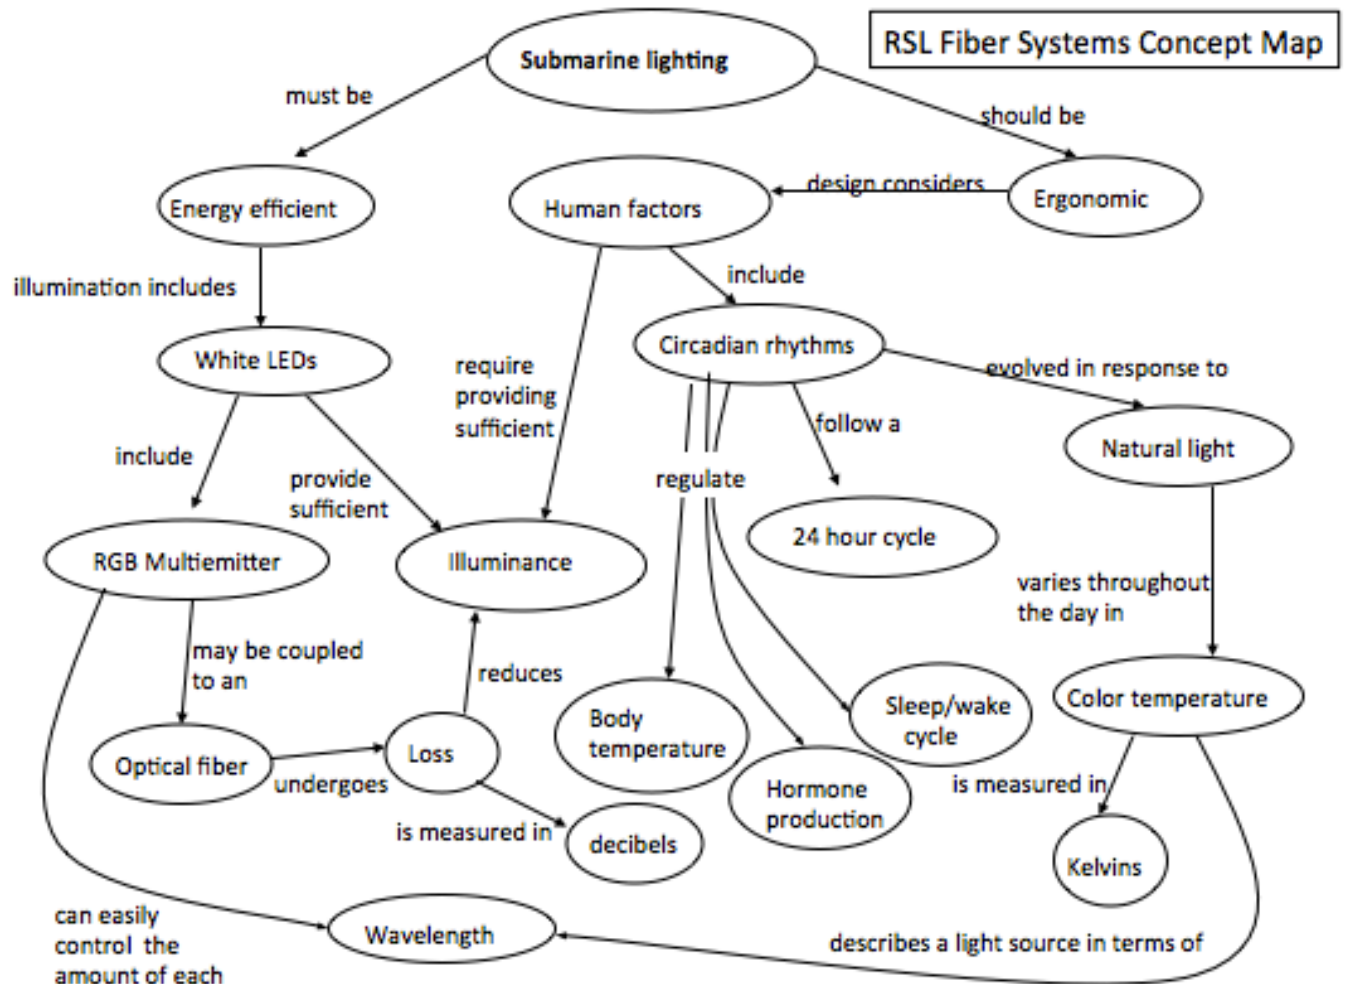 RSL Fiber Systems Concept Map
Submarine lighting
must be
should be
Energy efficient
Human factors
design considers
Ergonomic
illumination includes
include
White LEDs
Circadian rhythms
require
providing
sufficient
evolved in response to
include
provide
sufficient
regulate
follow a
Natural light
RGB Multiemitter
Illuminance
24 hour cycle
varies throughout
the day in
may be coupled
to an
reduces
Optical fiber
undergoes
Loss
is measured in
decibels
Body
temperature
Hormone
production
Sleep/wake
cycle
Color temperature
is measured in
Kelvins
can easily
control the
amount of each
Wavelength
describes a light source in terms of